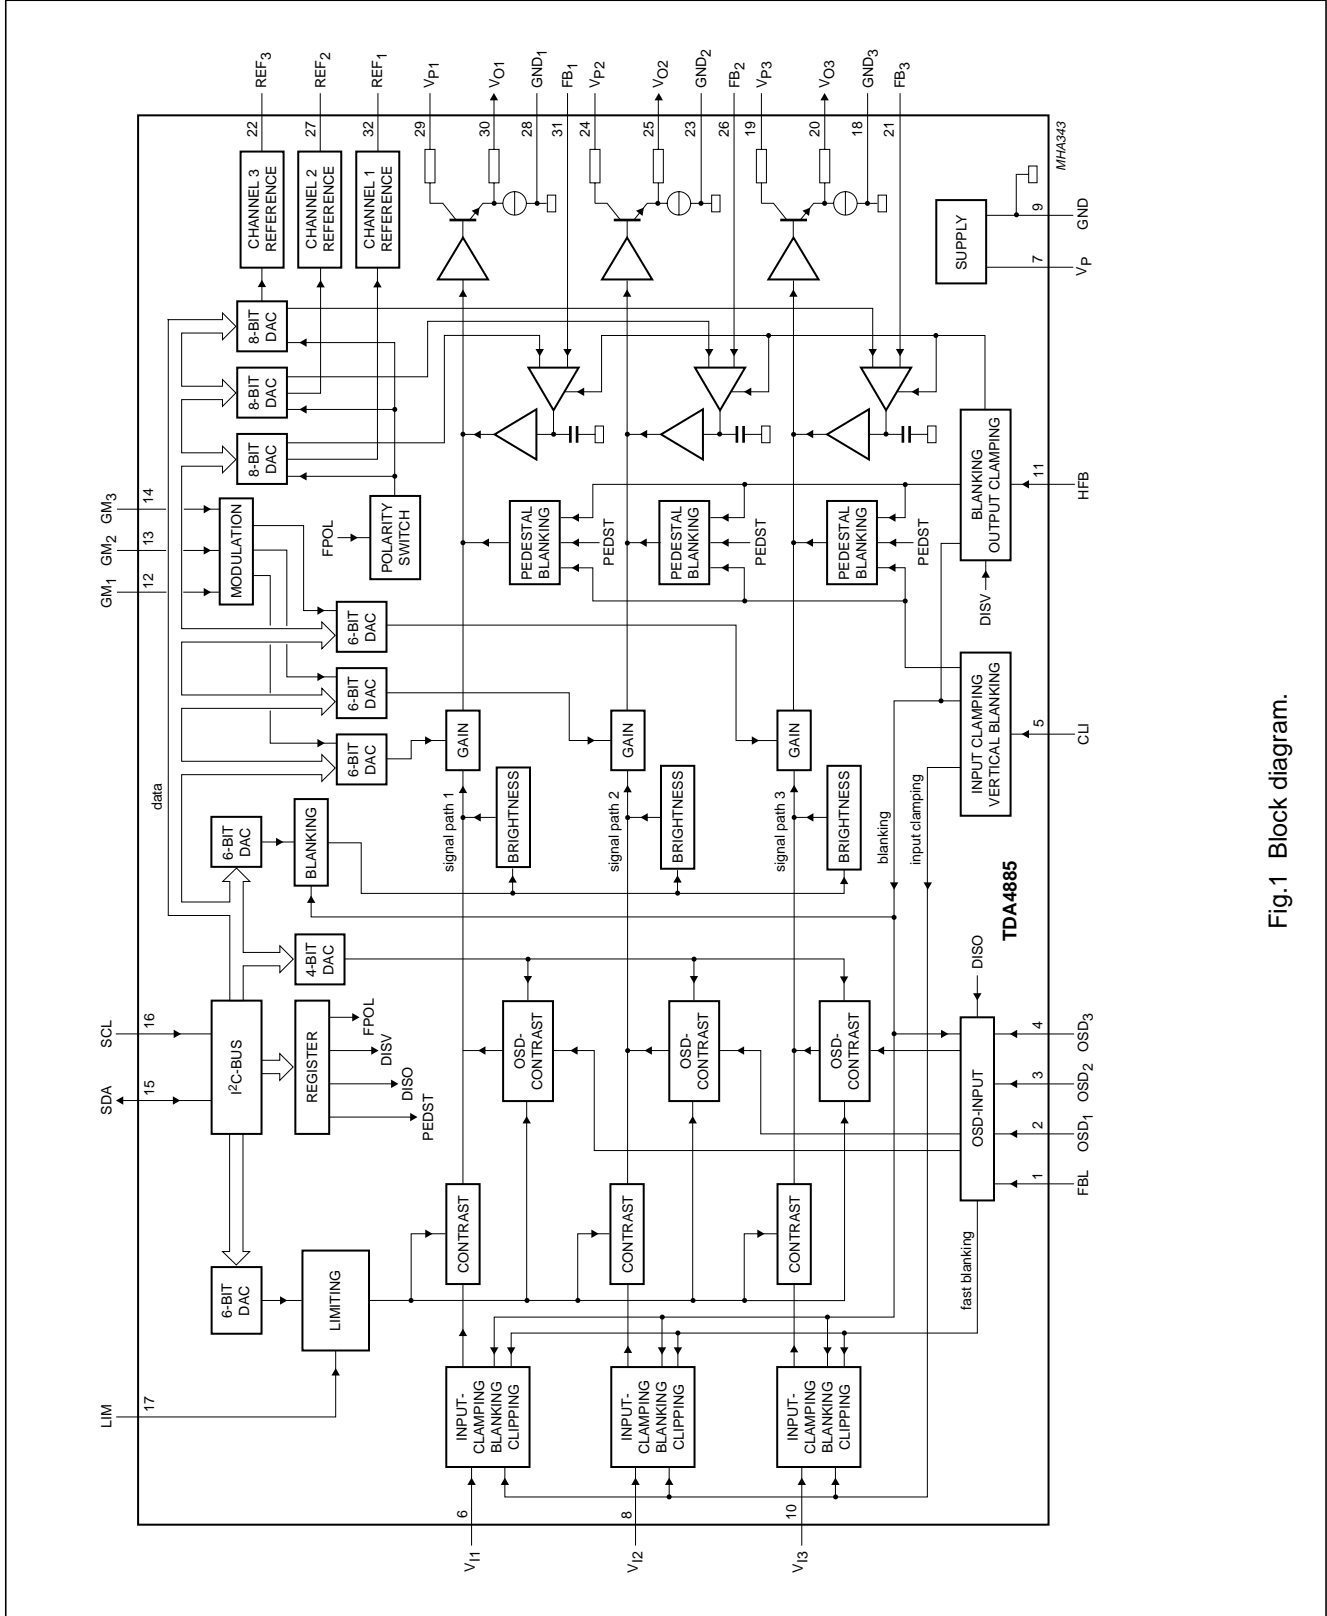 SDA
SCL
GM1
GM2
GM3
LIM
17
15
16
12
13
14
data
6-BIT
DAC
I2C-BUS
6-BIT
DAC
MODULATION
8-BIT
DAC
8-BIT
DAC
8-BIT
DAC
CHANNEL 3
REFERENCE
22
REF3
CHANNEL 2
REFERENCE
27
REF2
CHANNEL 1
REFERENCE
32
REF1
LIMITING
REGISTER
4-BIT
DAC
BLANKING
FPOL
DISV
DISO
PEDST
6-BIT
DAC
6-BIT
DAC
6-BIT
DAC
FPOL
POLARITY
SWITCH
VI1
6
INPUT-
CLAMPING
BLANKING
CLIPPING
CONTRAST
OSD-
CONTRAST
signal path 1
BRIGHTNESS
GAIN
PEDESTAL
BLANKING
PEDST
29
VP1
30
VO1
28
GND1
31
FB1
VI2
8
INPUT-
CLAMPING
BLANKING
CLIPPING
CONTRAST
OSD-
CONTRAST
signal path 2
BRIGHTNESS
GAIN
PEDESTAL
BLANKING
PEDST
24
VP2
25
VO2
23
GND2
26
FB2
VI3
10
INPUT-
CLAMPING
BLANKING
CLIPPING
CONTRAST
OSD-
CONTRAST
signal path 3
BRIGHTNESS
GAIN
PEDESTAL
BLANKING
PEDST
19
VP3
20
VO3
18
GND3
21
FB3
blanking
input clamping
fast blanking
OSD-INPUT
DISO
TDA4885
INPUT CLAMPING
VERTICAL BLANKING
DISV
BLANKING
OUTPUT CLAMPING
SUPPLY
1
2
3
4
5
11
7
9
FBL
OSD1
OSD2
OSD3
CLI
HFB
VP
GND
MHA343
Fig.1 Block diagram.